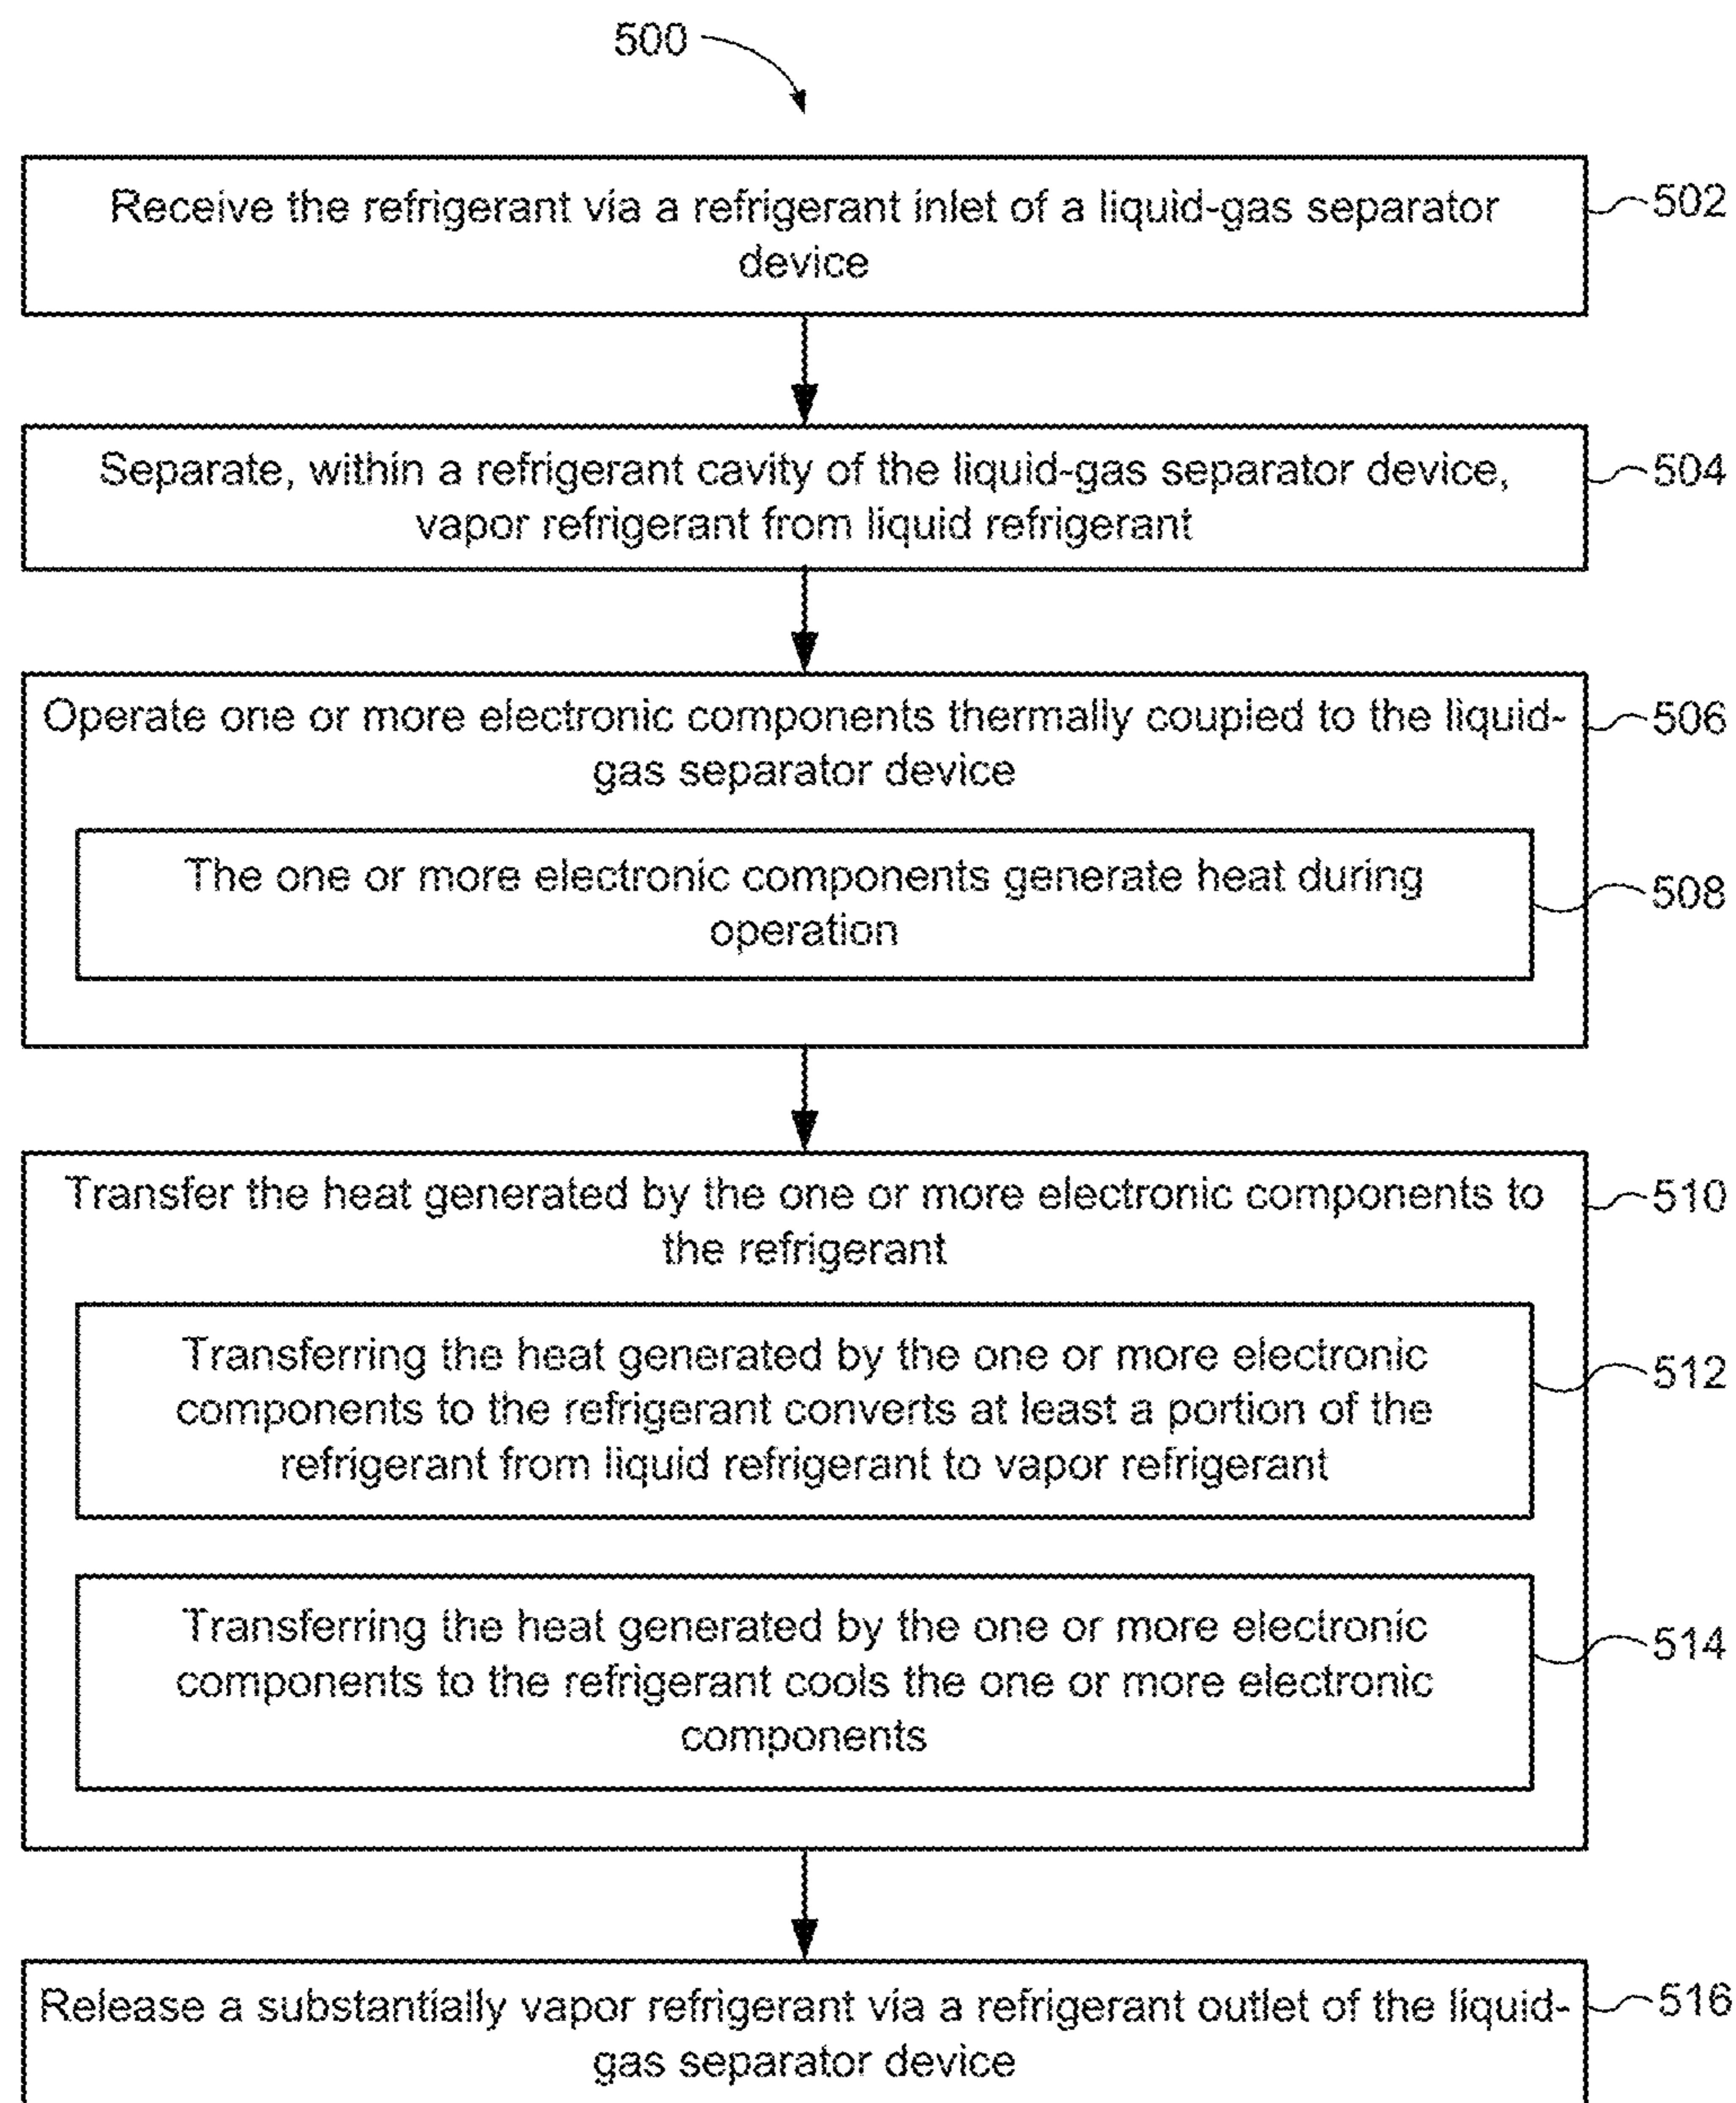 500
Receive the refrigerant via a refrigerant inlet of a liquid-gas separator
device
502
Separate, within a refrigerant cavity of the liquid-gas separator device,
vapor refrigerant from liquid refrigerant
504
Operate one or more electronic components thermally coupled to the liquid-
gas separator device
506
The one or more electronic components generate heat during
operation
508
Transfer the heat generated by the one or more electronic components to
the refrigerant
510
Transferring the heat generated by the one or more electronic
components to the refrigerant converts at least a portion of the
refrigerant from liquid refrigerant to vapor refrigerant
512
Transferring the heat generated by the one or more electronic
components to the refrigerant cools the one or more electronic
components
514
Release a substantially vapor refrigerant via a refrigerant outlet of the liquid-
gas separator device
516